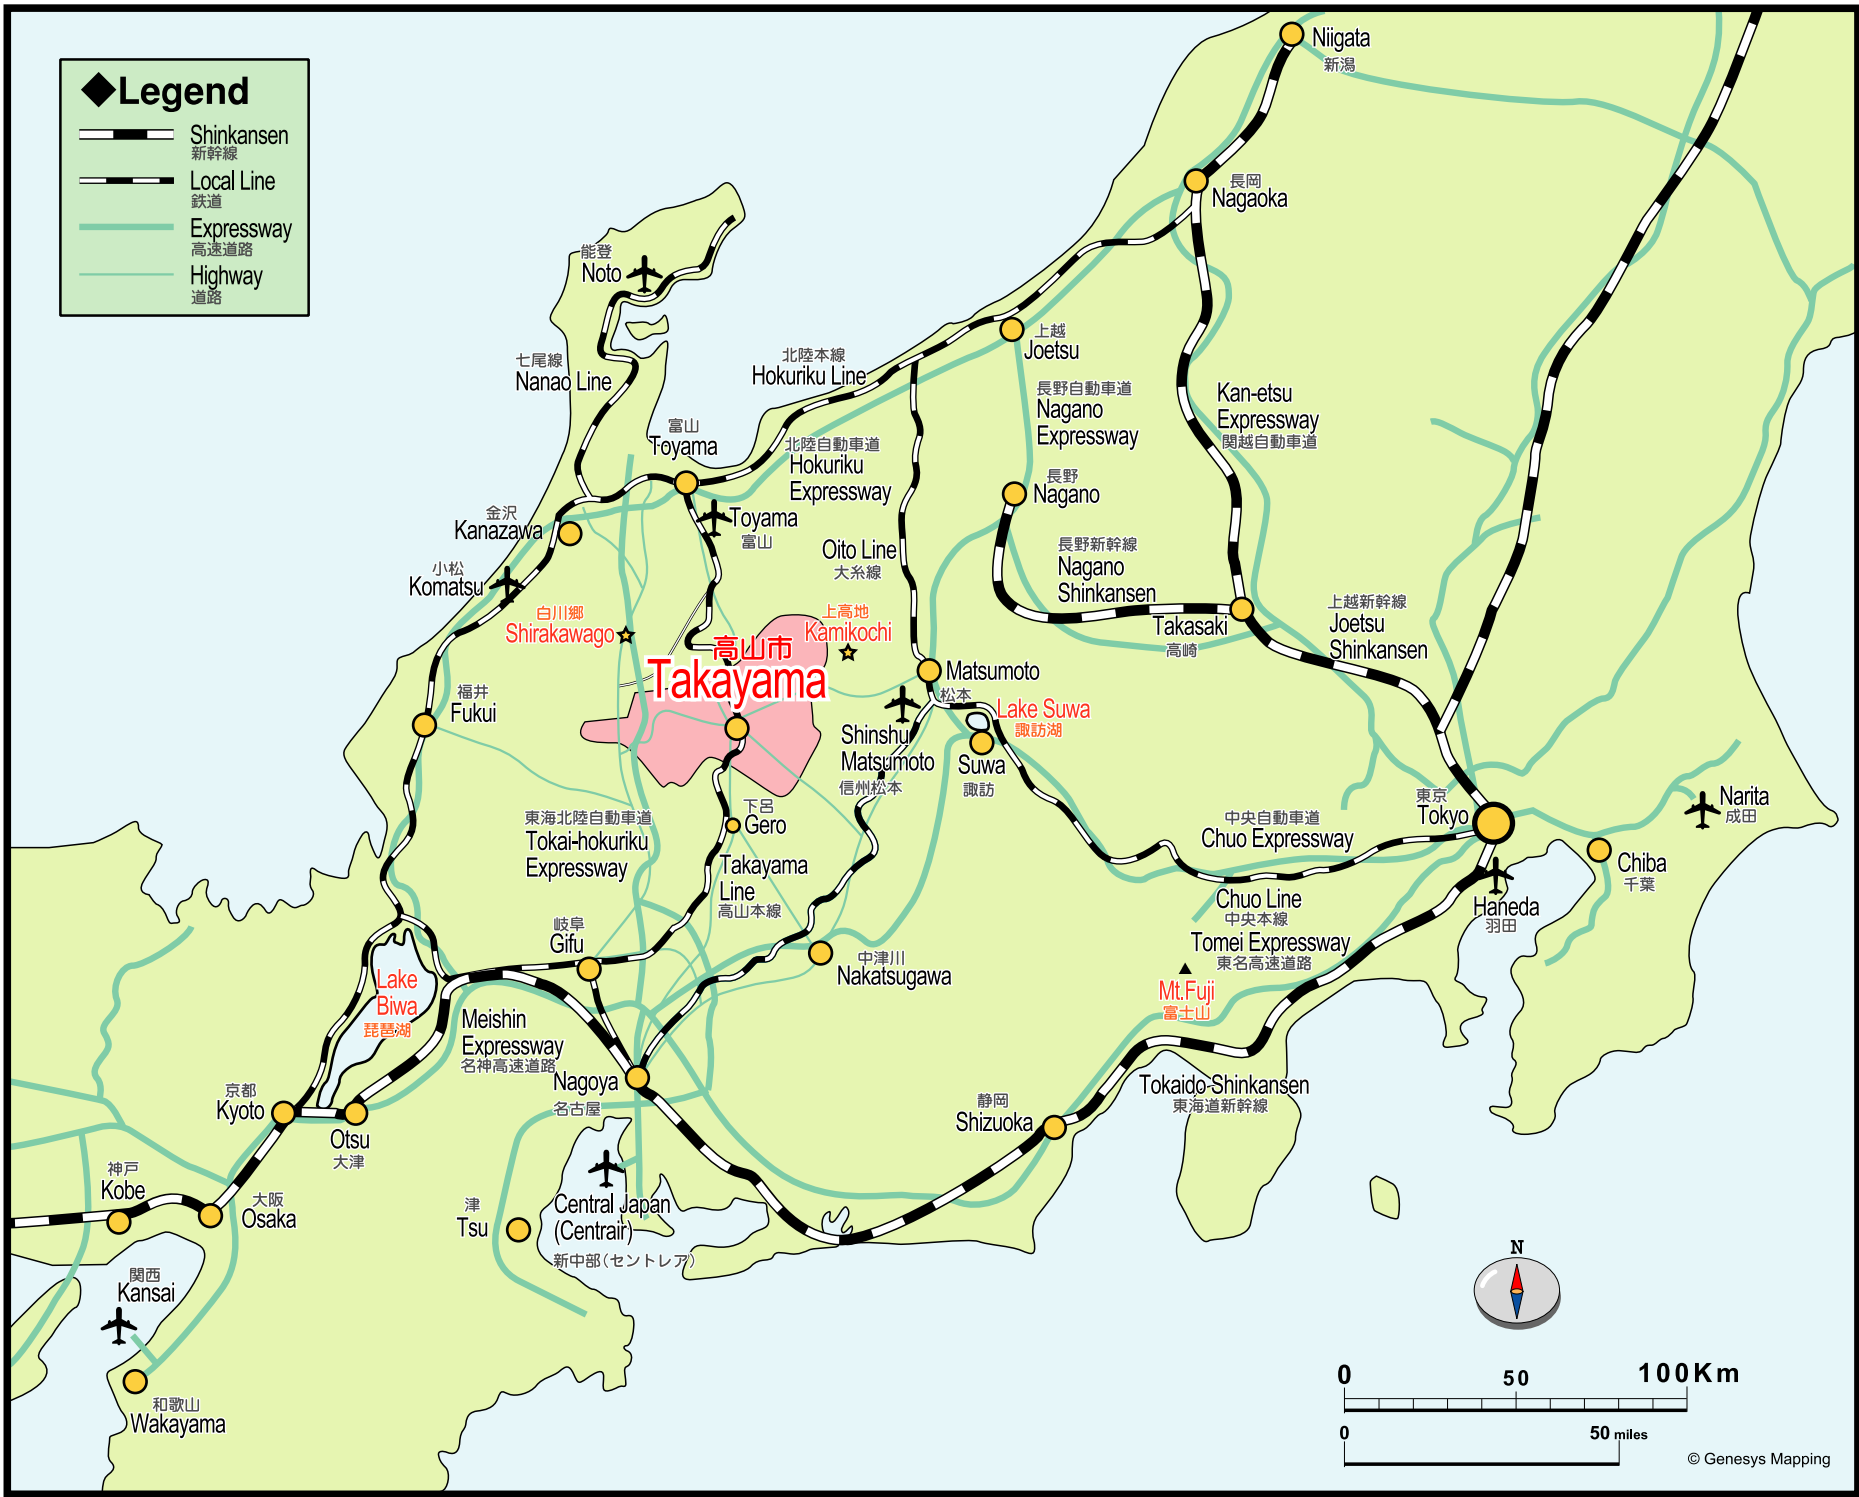 ◆Legend
Shinkansen
新幹線
Local Line
鉄道
Expressway
高速道路
Highway
道路
Niigata
新潟
長岡
Nagaoka
能登
Noto
上越
Joetsu
七尾線
Nanao Line
北陸本線
Hokuriku Line
長野自動車道
Nagano
Expressway
Kan-etsu
Expressway
関越自動車道
富山
Toyama
北陸自動車道
Hokuriku
Expressway
長野
Nagano
金沢
Kanazawa
Toyama
富山
Oito Line
大糸線
長野新幹線
Nagano
Shinkansen
小松
Komatsu
白川郷
Shirakawago
上高地
Kamikochi
Takasaki
高崎
上越新幹線
Joetsu
Shinkansen
高山市
Takayama
Matsumoto
松本
福井
Fukui
Lake Suwa
諏訪湖
Shinshu
Matsumoto
信州松本
Suwa
諏訪
東京
Tokyo
Narita
成田
下呂
Gero
東海北陸自動車道
Tokai-hokuriku
Expressway
中央自動車道
Chuo Expressway
Chiba
千葉
Takayama
Line
高山本線
Chuo Line
中央本線
Haneda
羽田
岐阜
Gifu
中津川
Nakatsugawa
Tomei Expressway
東名高速道路
Lake
Biwa
琵琶湖
Mt.Fuji
富士山
Meishin
Expressway
名神高速道路
Nagoya
名古屋
京都
Kyoto
Otsu
大津
静岡
Shizuoka
Tokaido Shinkansen
東海道新幹線
神戸
Kobe
大阪
Osaka
津
Tsu
Central Japan
(Centrair)
新中部(セントレア)
関西
Kansai
和歌山
Wakayama
N
0 50 100Km
0 50 miles
© Genesys Mapping